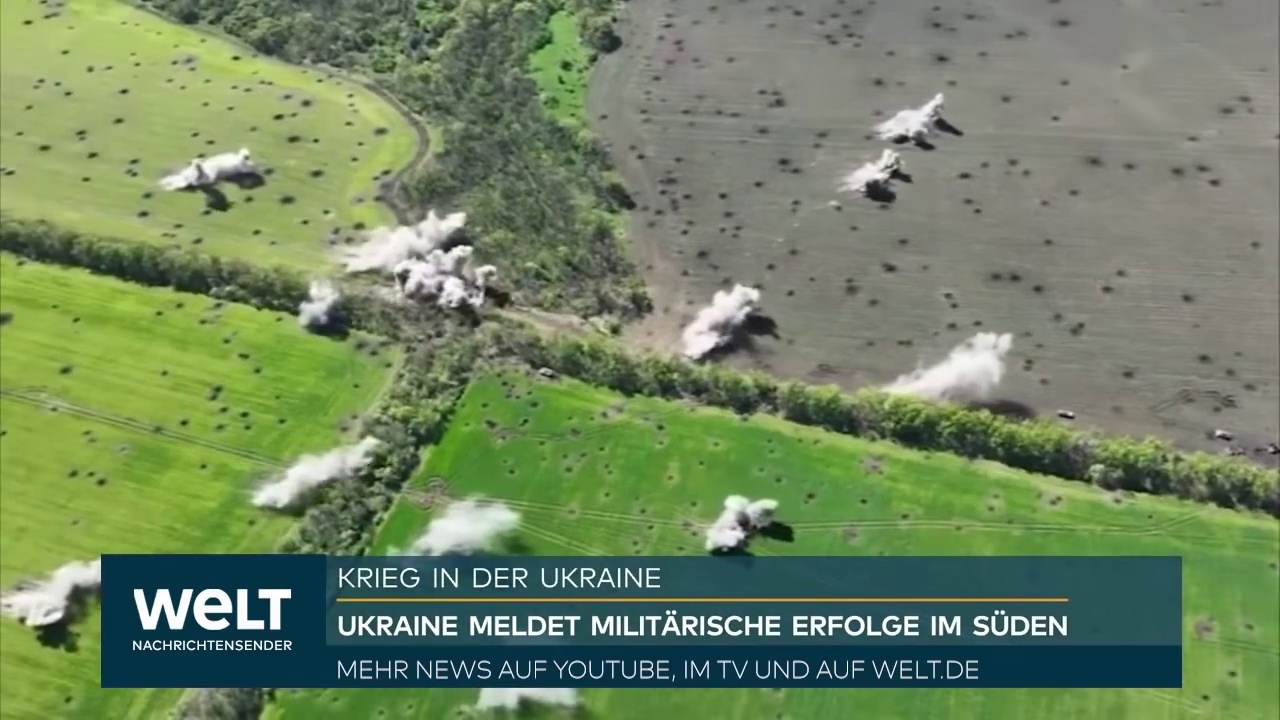 KRIEG IN DER UKRAINE
welt
NACHRICHTENSENDER
UKRAINE MELDET MILITÄRISCHE ERFOLGE IM SÜDEN
MEHR NEWS AUF YOUTUBE, IM TV UND AUF WELT.DE